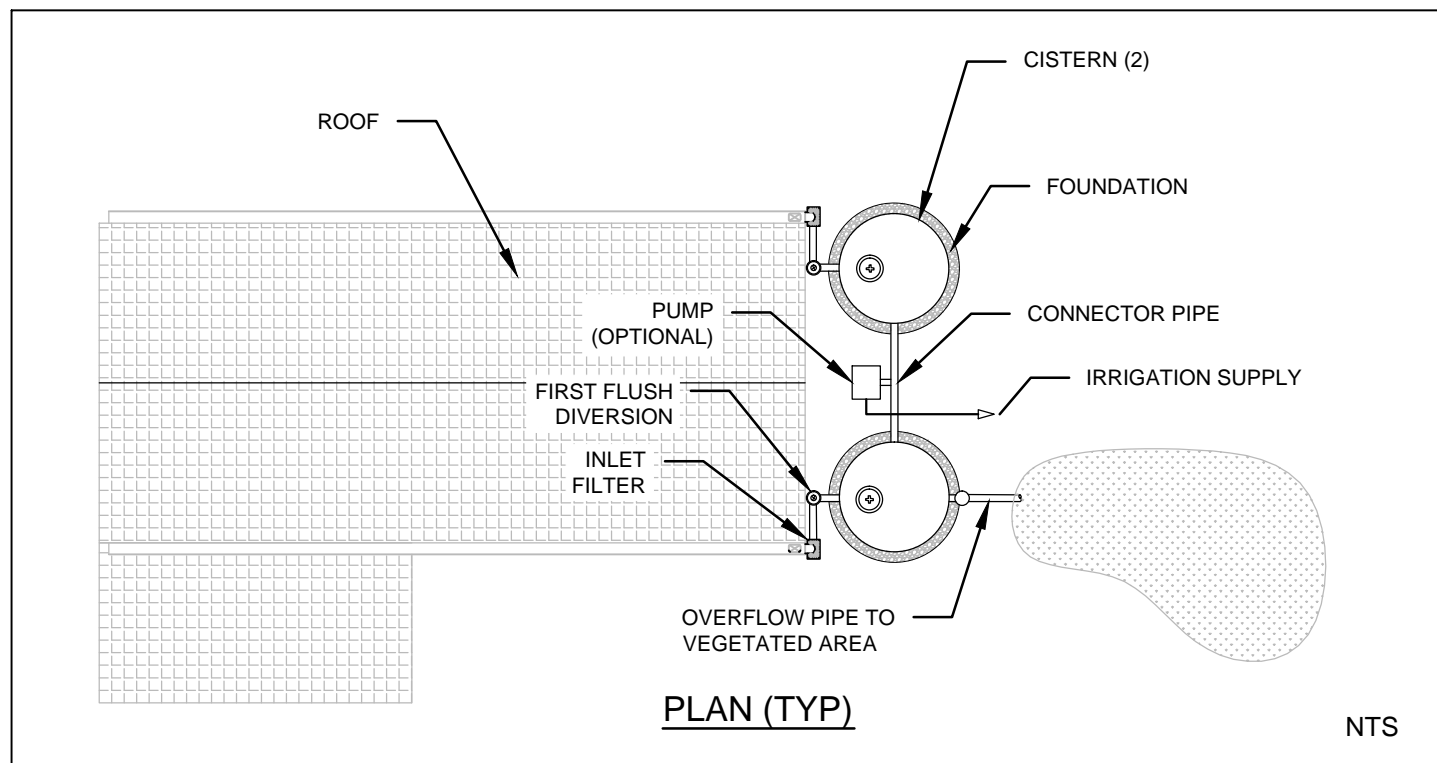 CISTERN (2)
ROOF
FOUNDATION
PUMP
(OPTIONAL)
CONNECTOR PIPE
FIRST FLUSH
DIVERSION
IRRIGATION SUPPLY
INLET
FILTER
OVERFLOW PIPE TO
VEGETATED AREA
PLAN (TYP)
NTS